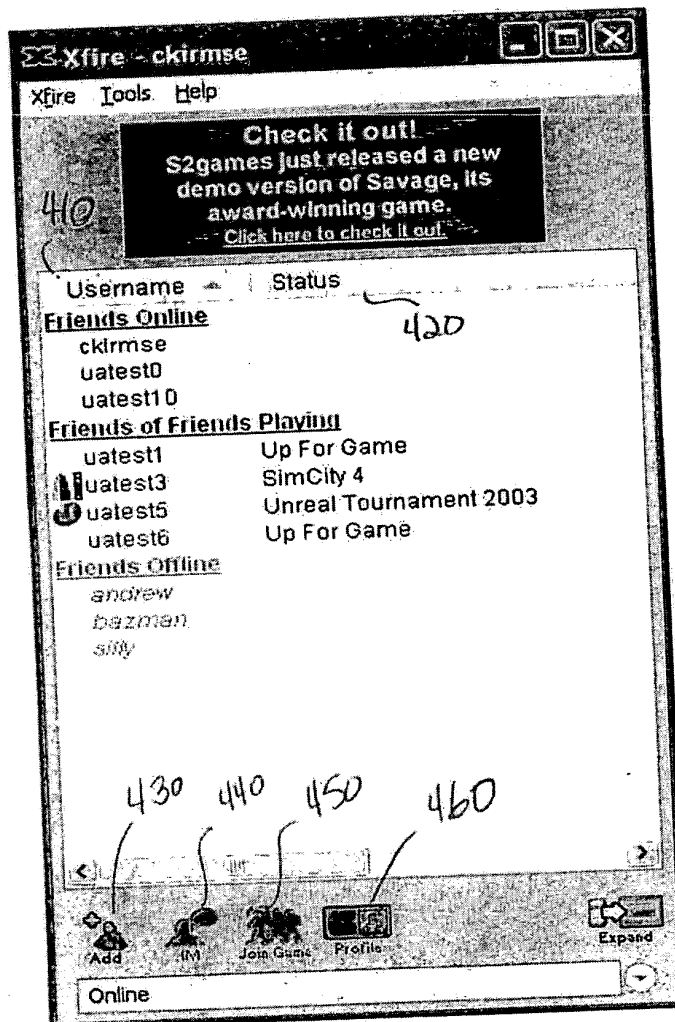 Xfire - ckirmse
Xfire Tools Help
Check it out!
S2games just released a new
demo version of Savage, its
award-winning game.
Click here to check it out.
410
Username Status
420
Friends Online
ckirmse
uatest0
uatest10
Friends of Friends Playing
uatest1 Up For Game
uatest3 SimCity 4
uatest5 Unreal Tournament 2003
uatest6 Up For Game
Friends Offline
andrew
bazman
silly
430 440 450 460
Add IM Join Game Profile Expand
Online